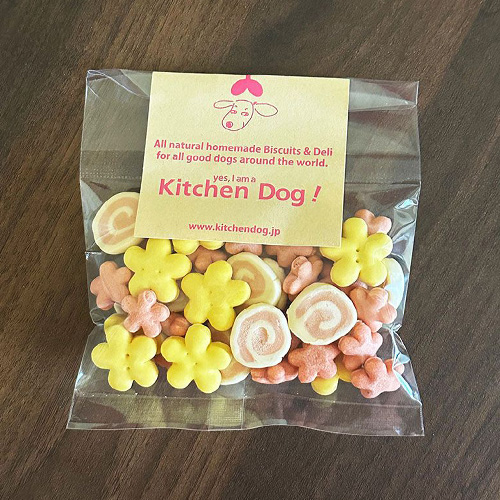 All natural homemade Biscuits & Deli
for all good dogs around the world.
yes, I am a
Kitchen Dog !
www.kitchendog.jp